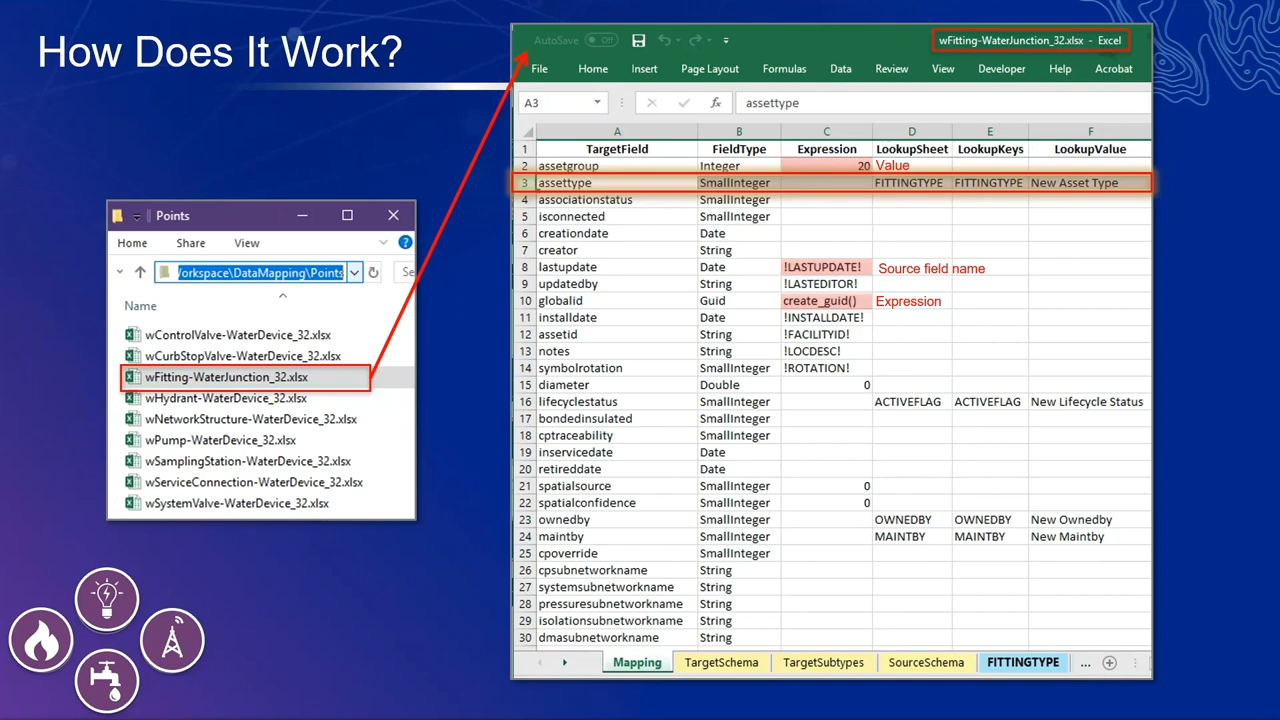 How Does It Work?
Points
Home Share View
'orkspace\DataMapping\Points
Se
Name
wControlValve-WaterDevice_32.xlsx
wCurbStopValve-WaterDevice_32.xlsx
wFitting-WaterJunction_32.xlsx
wHydrant-WaterDevice_32.xlsx
wNetworkStructure-WaterDevice_32.xlsx
wPump-WaterDevice_32.xlsx
wSamplingStation-WaterDevice_32.xlsx
wServiceConnection-WaterDevice_32.xlsx
wSystemValve-WaterDevice_32.xlsx
AutoSave Off wFitting-WaterJunction_32.xlsx - Excel
File Home Insert Page Layout Formulas Data Review View Developer Help Acrobat
A3 fx assettype
A B C D E F
1 TargetField FieldType Expression LookupSheet LookupKeys LookupValue
2 assetgroup Integer 20 Value
3 assettype SmallInteger FITTINGTYPE FITTINGTYPE New Asset Type
4 associationstatus SmallInteger
5 isconnected SmallInteger
6 creationdate Date
7 creator String
8 lastupdate Date !LASTUPDATE! Source field name
9 updatedby String !LASTEDITOR!
10 globalid Guid create_guid() Expression
11 installdate Date !INSTALLDATE!
12 assetid String !FACILITYID!
13 notes String !LOCDESC!
14 symbolrotation SmallInteger !ROTATION!
15 diameter Double 0
16 lifecyclestatus SmallInteger ACTIVEFLAG ACTIVEFLAG New Lifecycle Status
17 bondedinsulated SmallInteger
18 cptraceability SmallInteger
19 inservicedate Date
20 retireddate Date
21 spatialsource SmallInteger 0
22 spatialconfidence SmallInteger 0
23 ownedby SmallInteger OWNEDBY OWNEDBY New Ownedby
24 maintby SmallInteger MAINTBY MAINTBY New Maintby
25 cpoverride SmallInteger
26 cpsubnetworkname String
27 systemsubnetworkname String
28 pressuresubnetworkname String
29 isolationsubnetworkname String
30 dmasubnetworkname String
Mapping TargetSchema TargetSubtypes SourceSchema FITTINGTYPE ...